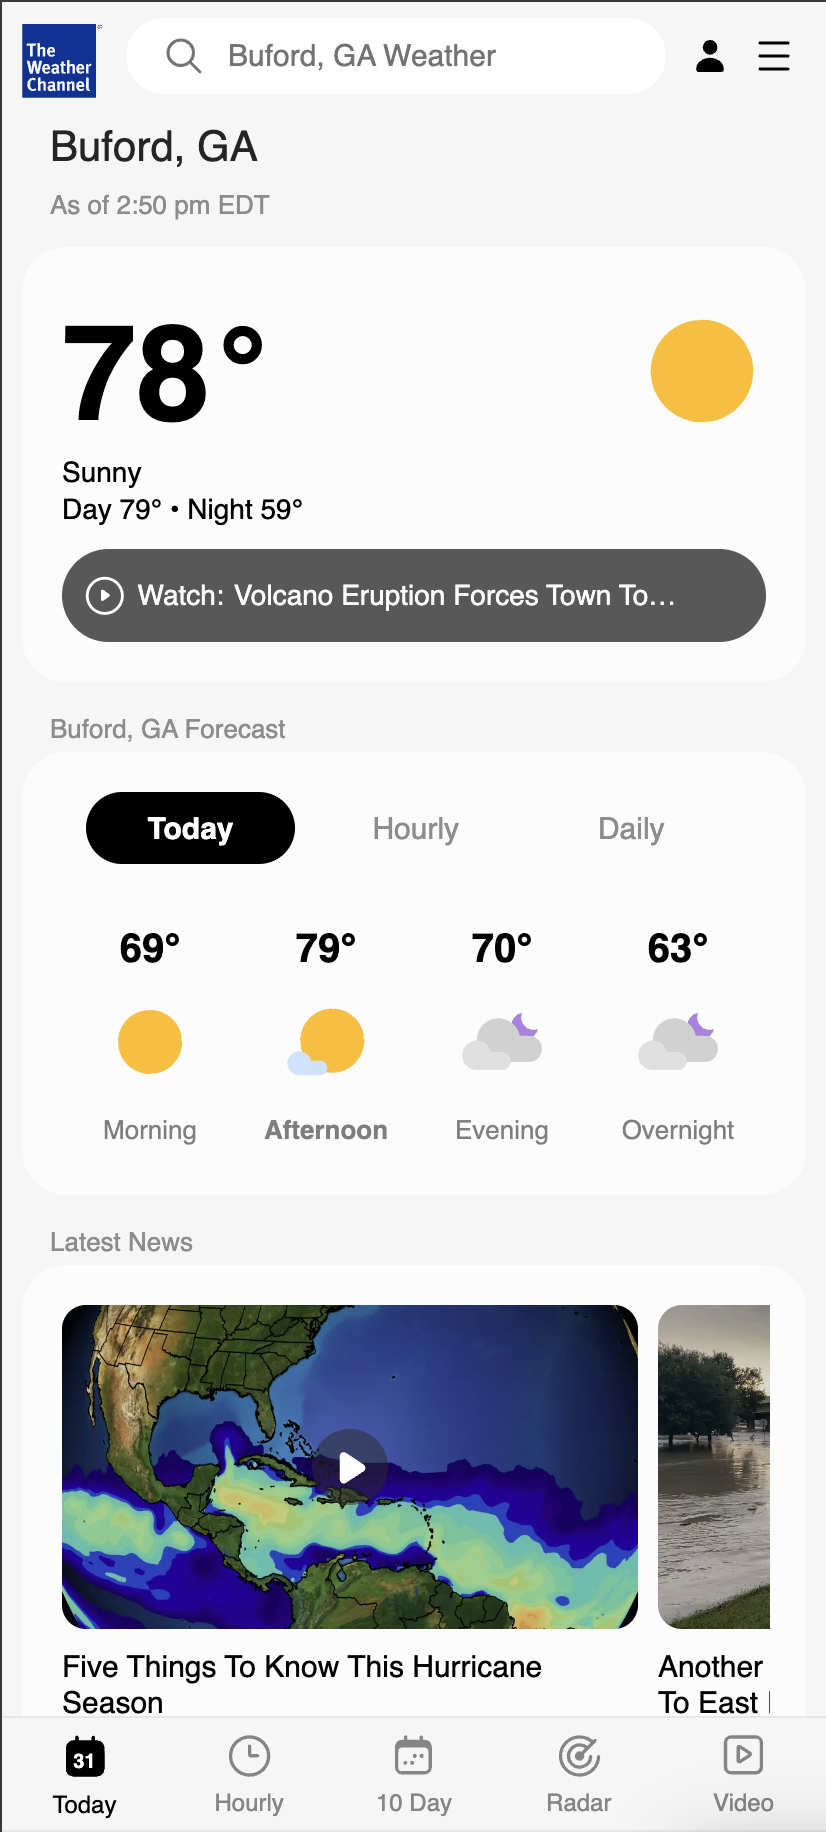 The
Weather
Channel
Buford, GA Weather
Buford, GA
As of 2:50 pm EDT
78°
Sunny
Day 79° • Night 59°
Watch: Volcano Eruption Forces Town To...
Buford, GA Forecast
Today Hourly Daily
69° 79° 70° 63°
Morning Afternoon Evening Overnight
Latest News
Five Things To Know This Hurricane
Season
Another
To East
31
Today Hourly 10 Day Radar Video